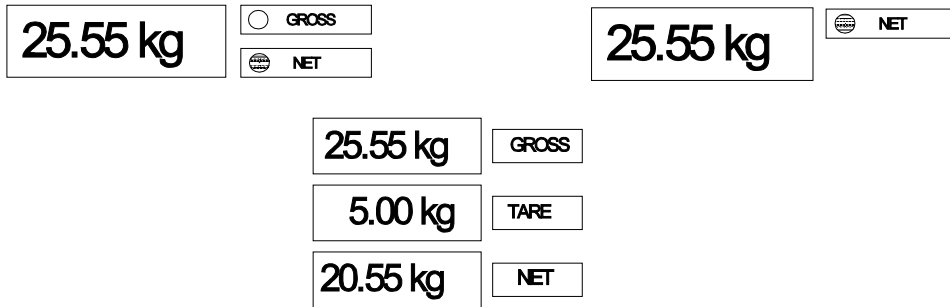 25.55 kg
GROSS
NET
25.55 kg
NET
25.55 kg GROSS
5.00 kg TARE
20.55 kg NET